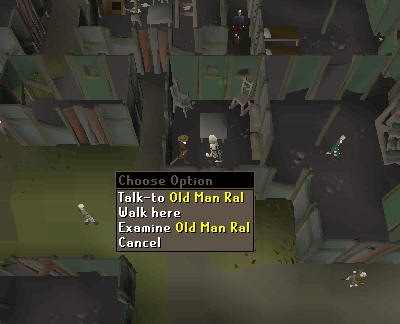 Choose Option
Talk-to Old Man Ral
Walk here
Examine Old Man Ral
Cancel